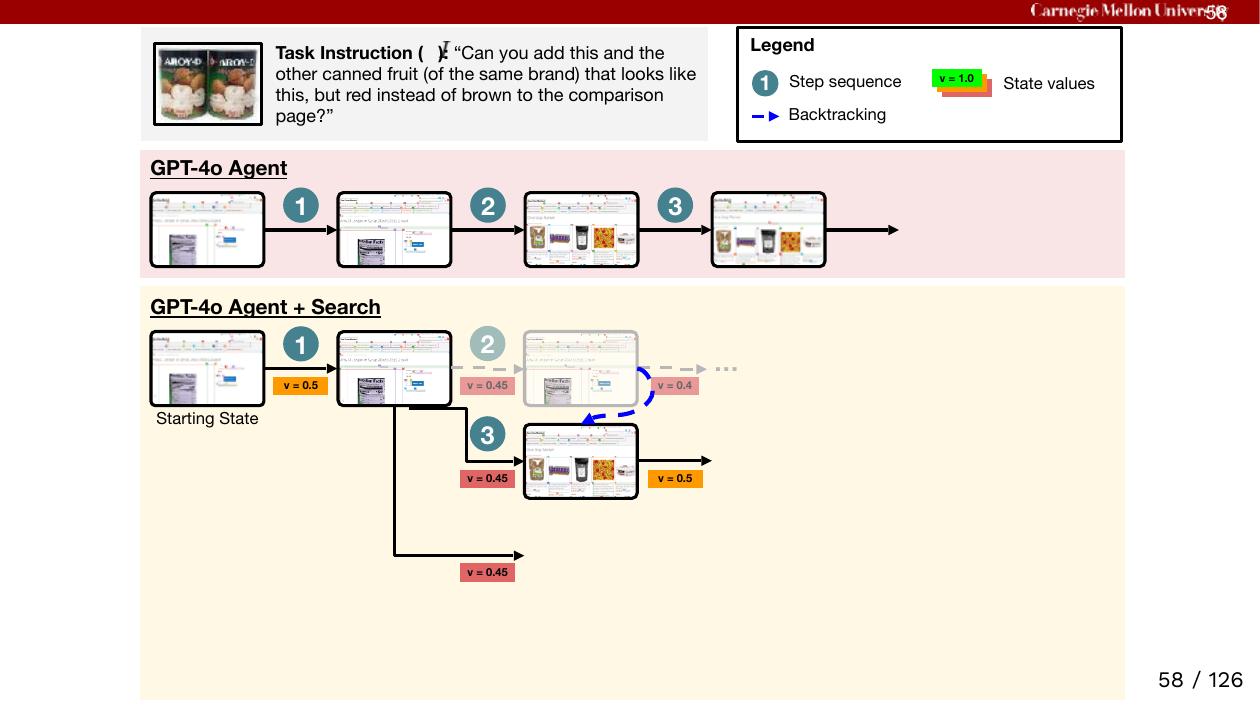 Carnegie Mellon University
58
AROY-D AROY-D
Task Instruction ( ): “Can you add this and the
other canned fruit (of the same brand) that looks like
this, but red instead of brown to the comparison
page?”
Legend
1 Step sequence
v = 1.0 State values
Backtracking
GPT-4o Agent
1 2 3
GPT-4o Agent + Search
1 2
v = 0.5 v = 0.45 v = 0.4
...
Starting State
3
v = 0.45 v = 0.5
v = 0.45
58 / 126